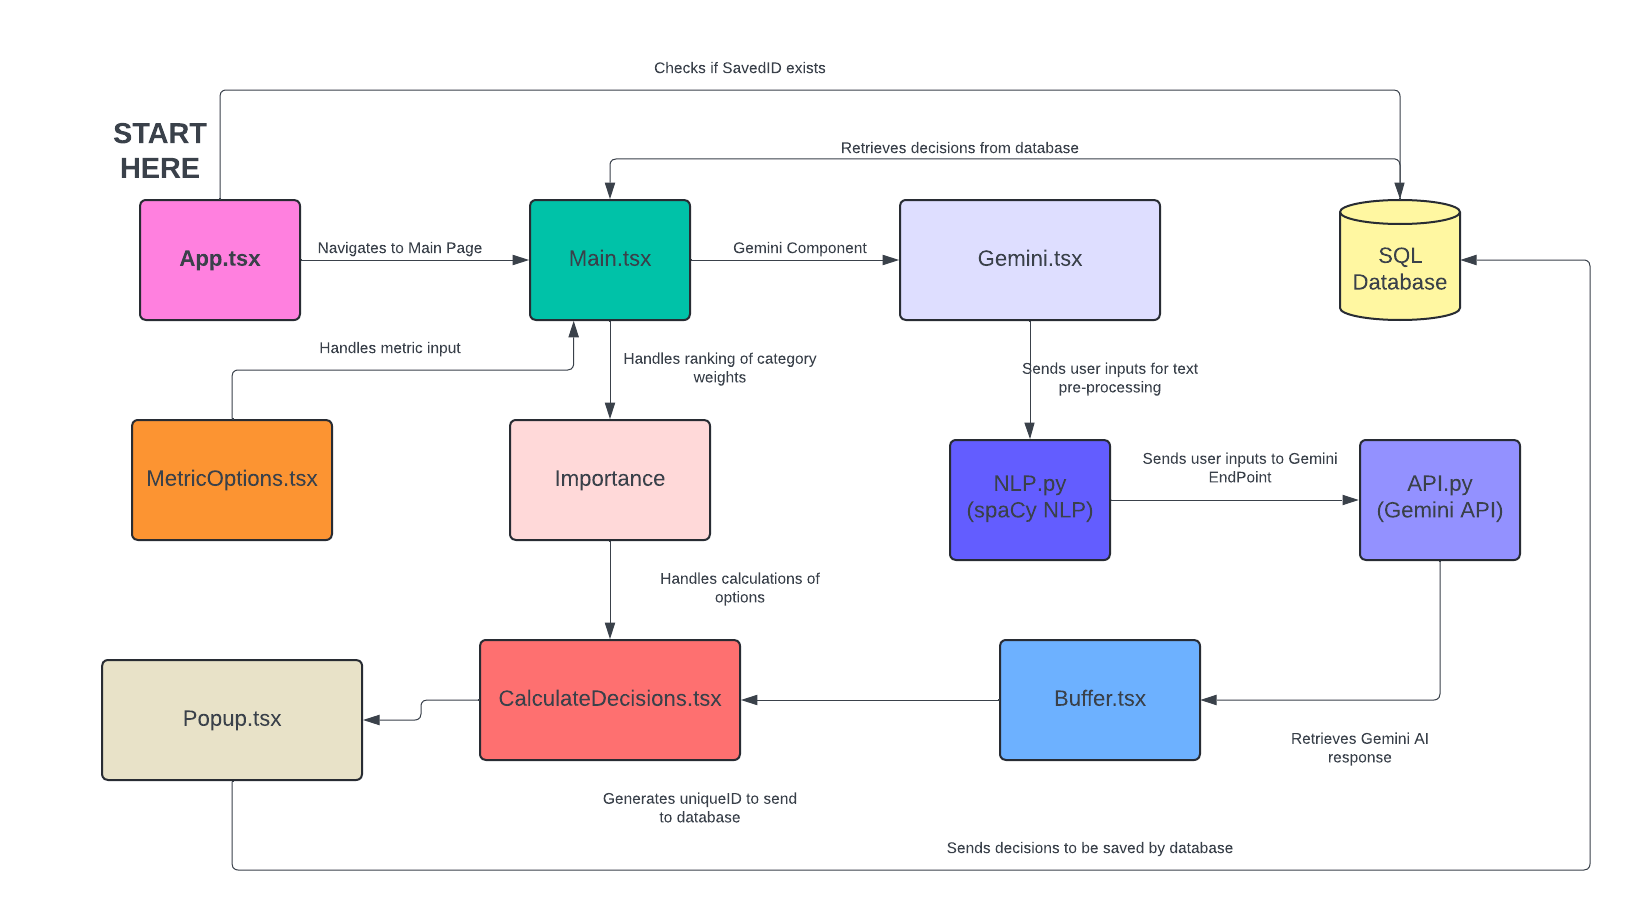 Checks if SavedID exists
START
HERE
Retrieves decisions from database
App.tsx
Navigates to Main Page
Main.tsx
Gemini Component
Gemini.tsx
SQL
Database
Handles metric input
Handles ranking of category
weights
Sends user inputs for text
pre-processing
MetricOptions.tsx
Importance
NLP.py
(spaCy NLP)
Sends user inputs to Gemini
EndPoint
API.py
(Gemini API)
Handles calculations of
options
Popup.tsx
CalculateDecisions.tsx
Buffer.tsx
Retrieves Gemini AI
response
Generates uniqueID to send
to database
Sends decisions to be saved by database